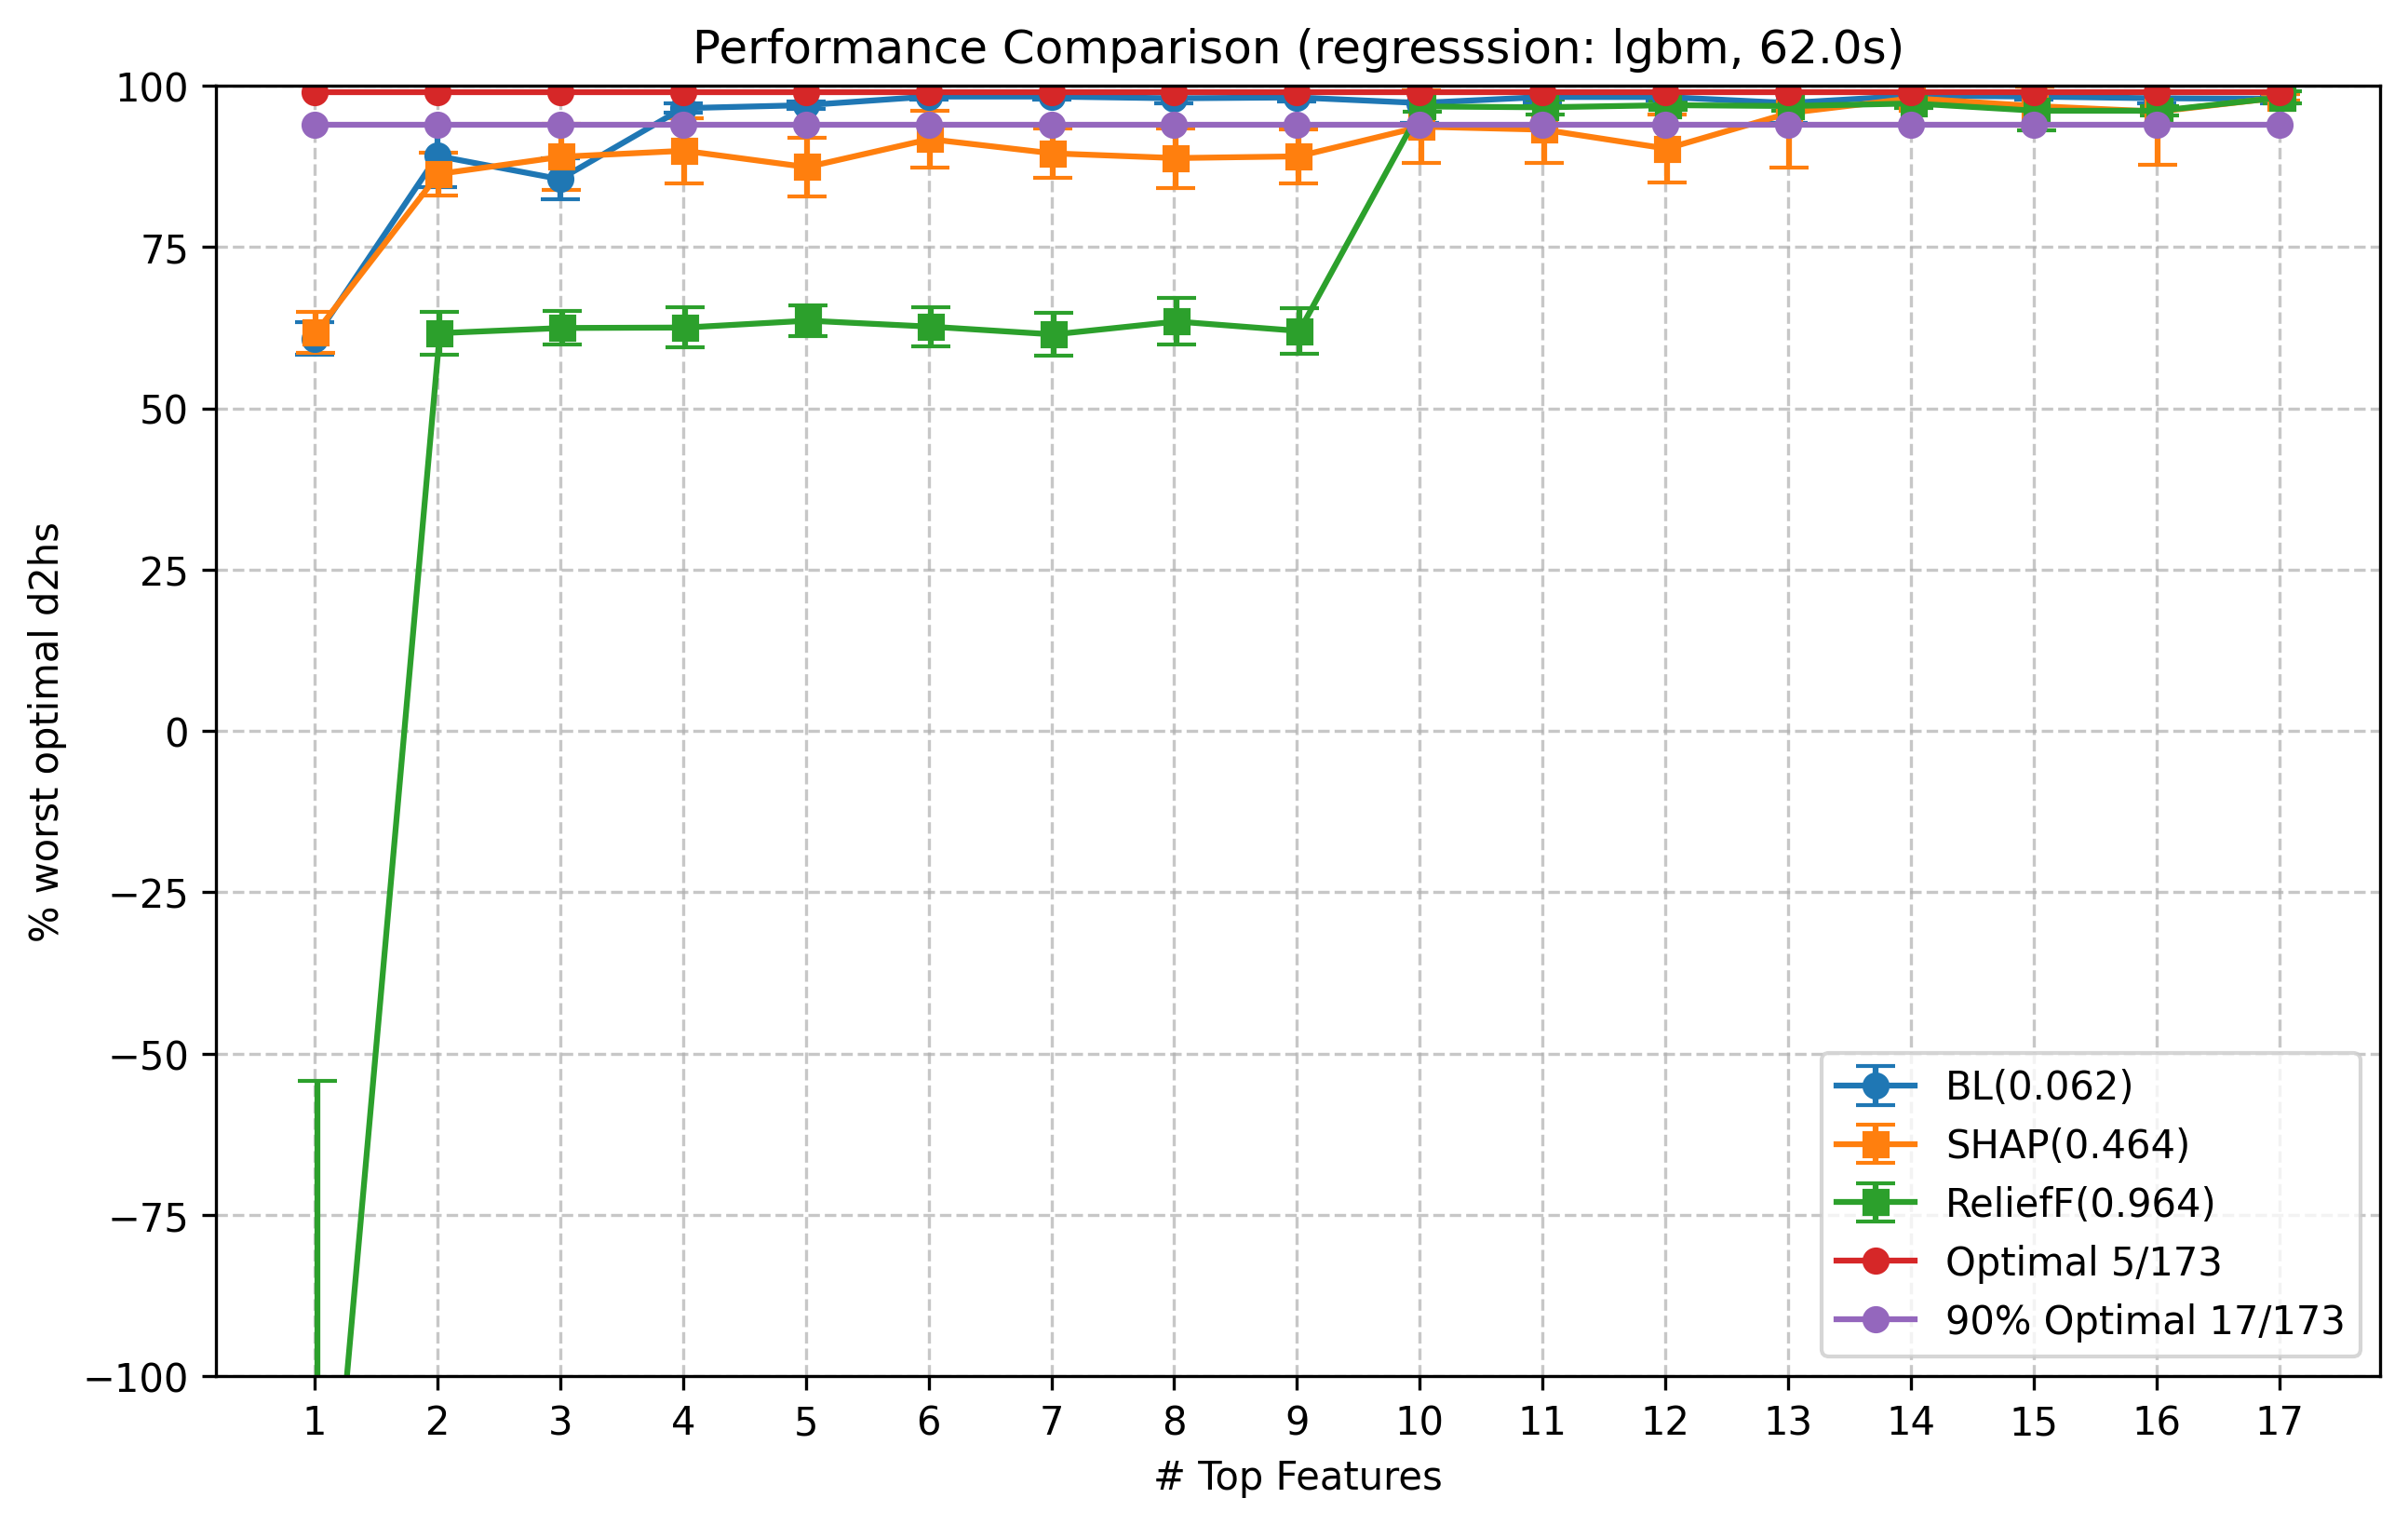 Performance Comparison (regresssion: lgbm, 62.0s)
% worst optimal d2hs
100
75
50
25
0
−25
−50
−75
−100
1 2 3 4 5 6 7 8 9 10 11 12 13 14 15 16 17
# Top Features
BL(0.062)
SHAP(0.464)
ReliefF(0.964)
Optimal 5/173
90% Optimal 17/173